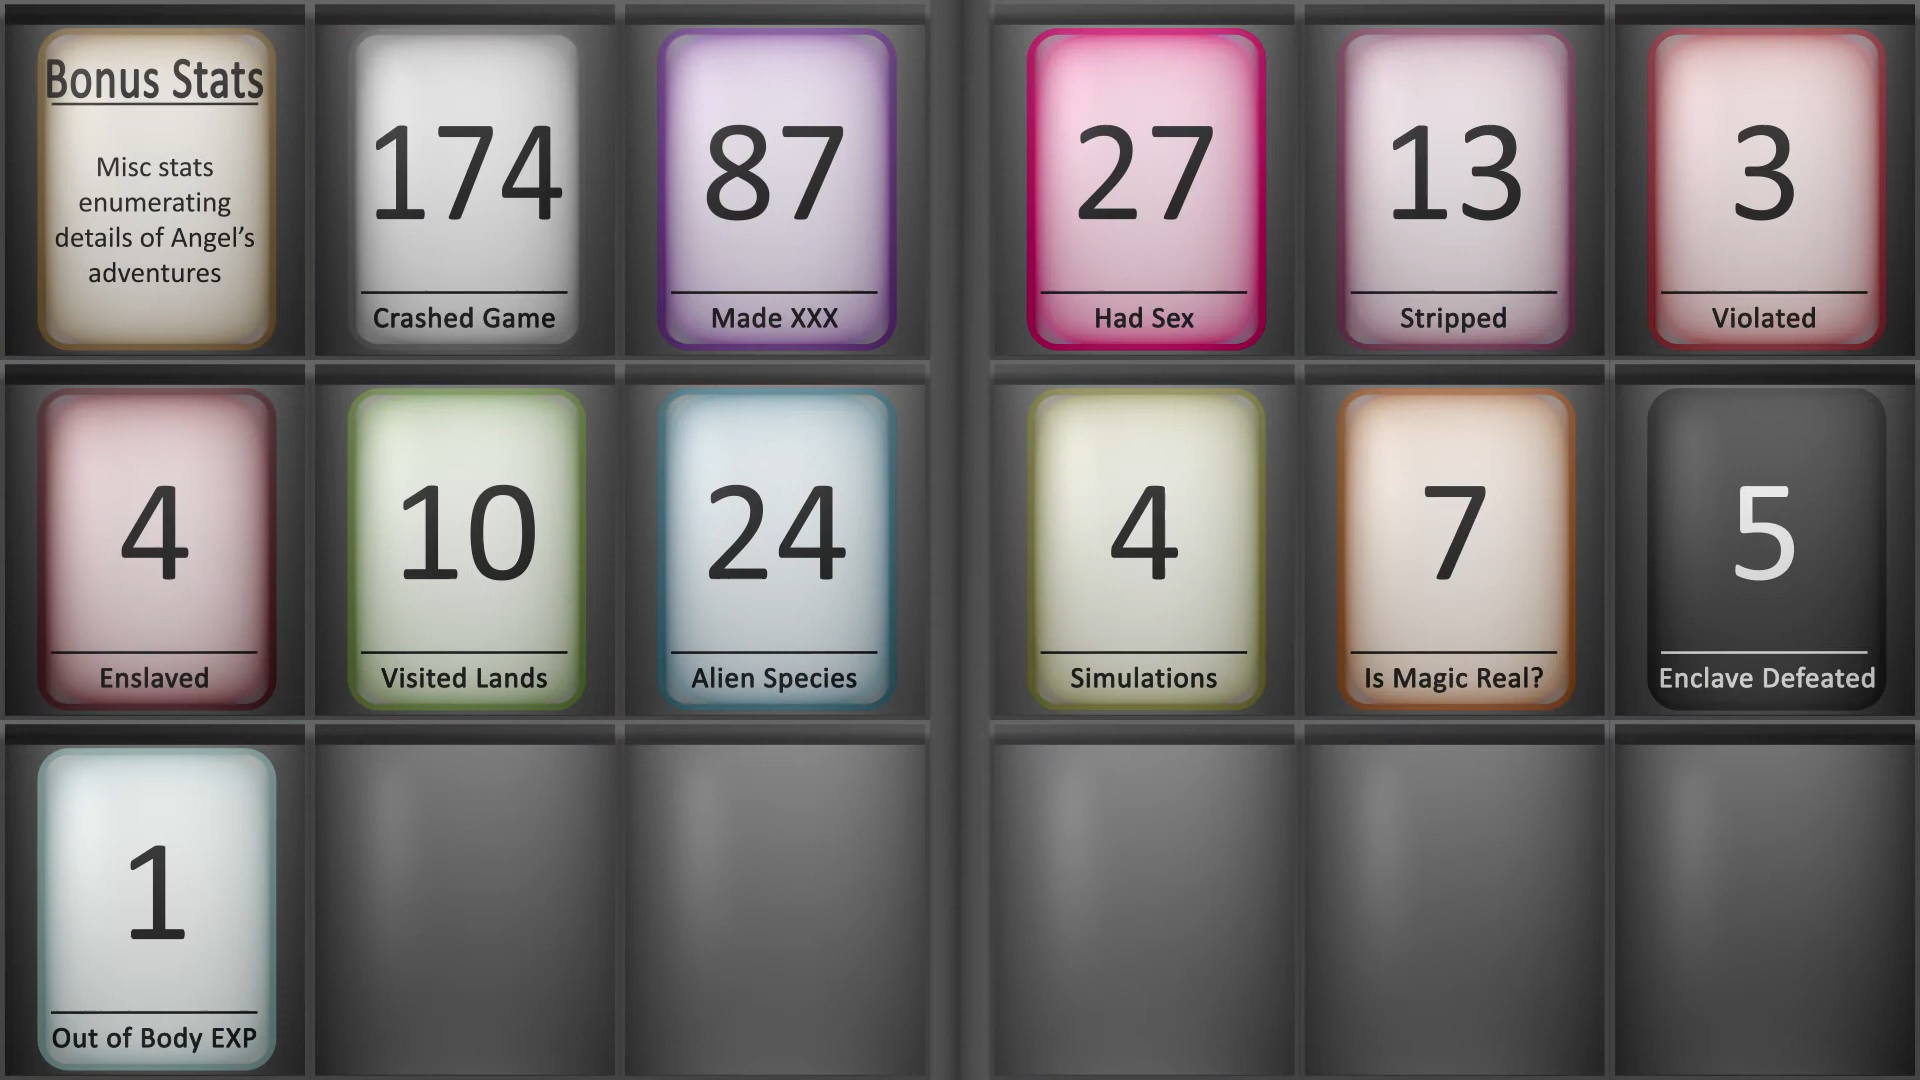 Bonus Stats
Misc stats
enumerating
details of Angel's
adventures
174
Crashed Game
87
Made XXX
27
Had Sex
13
Stripped
3
Violated
4
Enslaved
10
Visited Lands
24
Alien Species
4
Simulations
7
Is Magic Real?
5
Enclave Defeated
1
Out of Body EXP